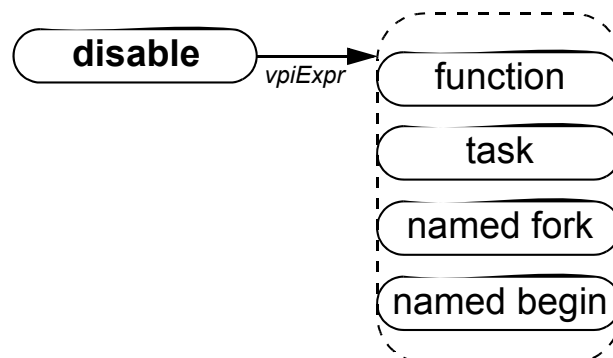 disable
vpiExpr
function
task
named fork
named begin